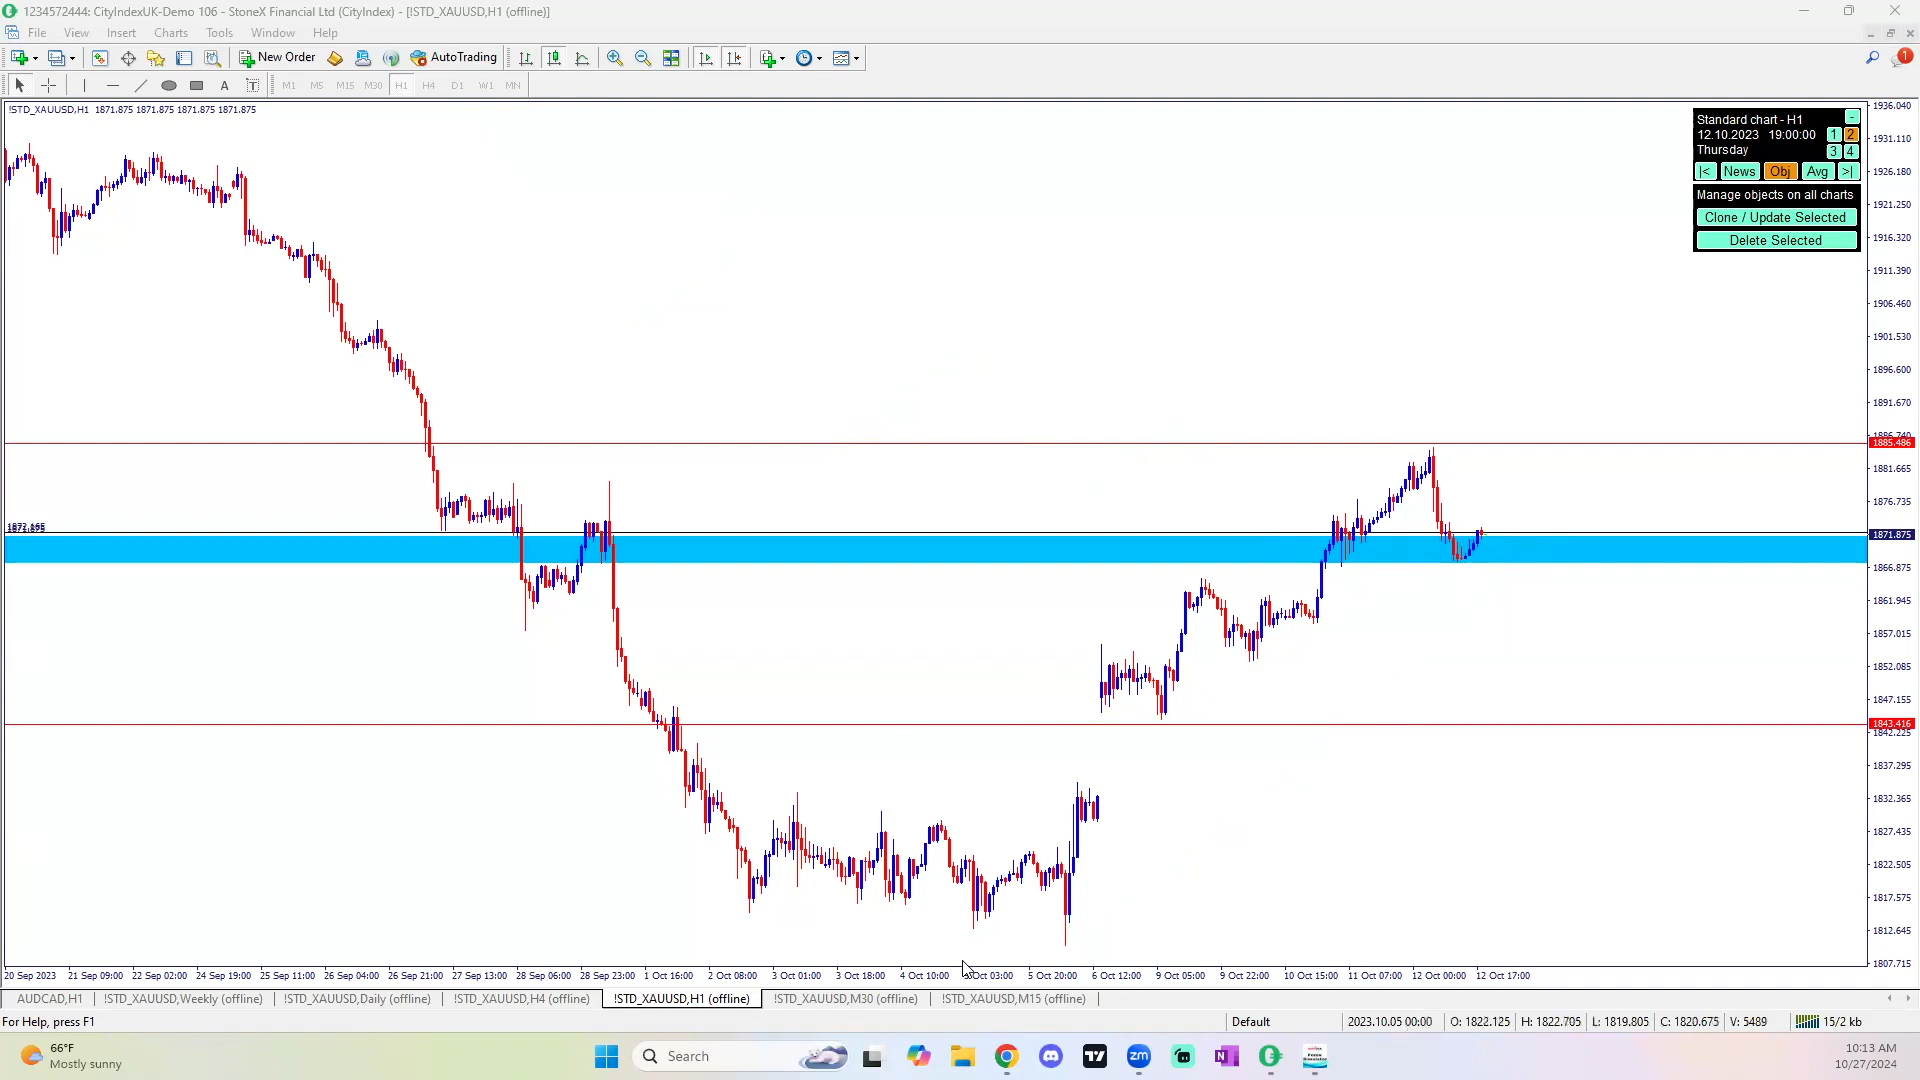 1234572444: CityIndexUK-Demo 106 - StoneX Financial Ltd (CityIndex) - [!STD_XAUUSD,H1 (offline)]
File View Insert Charts Tools Window Help
New Order AutoTrading 1
A T M1 M5 M15 M30 H1 H4 D1 W1 MN
!STD_XAUUSD,H1 1871.875 1871.875 1871.875 1871.875
Standard chart - H1 -
12.10.2023 19:00:00 1 2
Thursday 3 4
|< News Obj Avg >|
Manage objects on all charts
Clone / Update Selected
Delete Selected
1936.040
1931.110
1926.180
1921.250
1916.320
1911.390
1906.460
1901.530
1896.600
1891.670
1885.486
1881.665
1876.735
1871.875
1866.875
1861.945
1857.015
1852.085
1847.155
1843.416
1842.225
1837.295
1832.365
1827.435
1822.505
1817.575
1812.645
1807.715
20 Sep 2023 21 Sep 09:00 22 Sep 02:00 24 Sep 19:00 25 Sep 11:00 26 Sep 04:00 26 Sep 21:00 27 Sep 13:00 28 Sep 06:00 28 Sep 23:00 1 Oct 16:00 2 Oct 08:00 3 Oct 01:00 3 Oct 18:00 4 Oct 10:00 Oct 03:00 5 Oct 20:00 6 Oct 12:00 9 Oct 05:00 9 Oct 22:00 10 Oct 15:00 11 Oct 07:00 12 Oct 00:00 12 Oct 17:00
AUDCAD,H1 !STD_XAUUSD,Weekly (offline) !STD_XAUUSD,Daily (offline) !STD_XAUUSD,H4 (offline) !STD_XAUUSD,H1 (offline) !STD_XAUUSD,M30 (offline) !STD_XAUUSD,M15 (offline)
For Help, press F1 Default 2023.10.05 00:00 O: 1822.125 H: 1822.705 L: 1819.805 C: 1820.675 V: 5489 15/2 kb
66°F
Mostly sunny
Search
zm
10:13 AM
10/27/2024